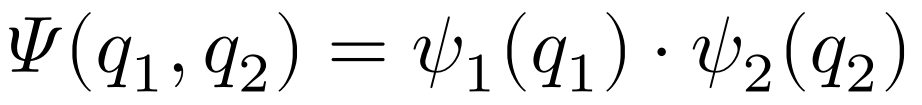 Ψ(q₁, q₂) = ψ₁(q₁) · ψ₂(q₂)